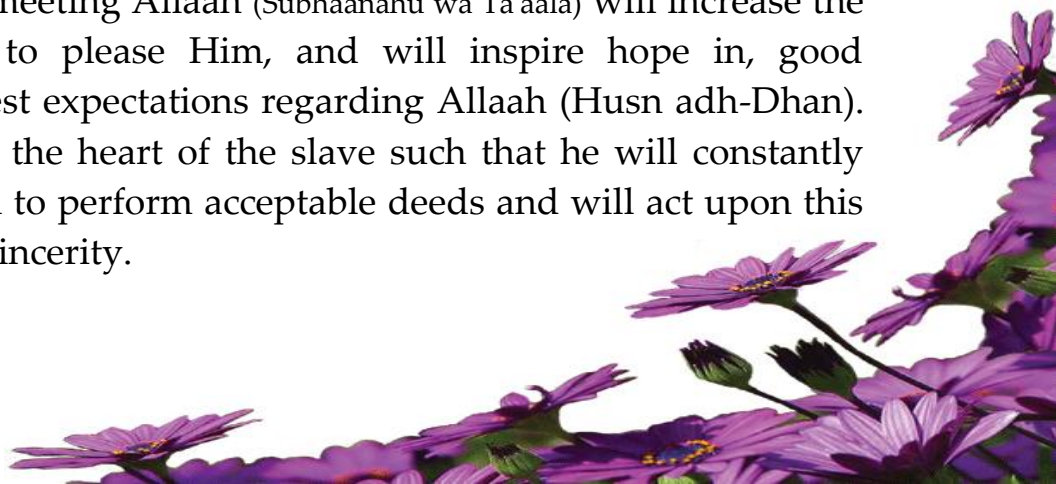 meeting Allaah (Subhaanahu wa Ta'aala) will increase the
to please Him, and will inspire hope in, good
est expectations regarding Allaah (Husn adh-Dhan).
the heart of the slave such that he will constantly
to perform acceptable deeds and will act upon this
incerity.